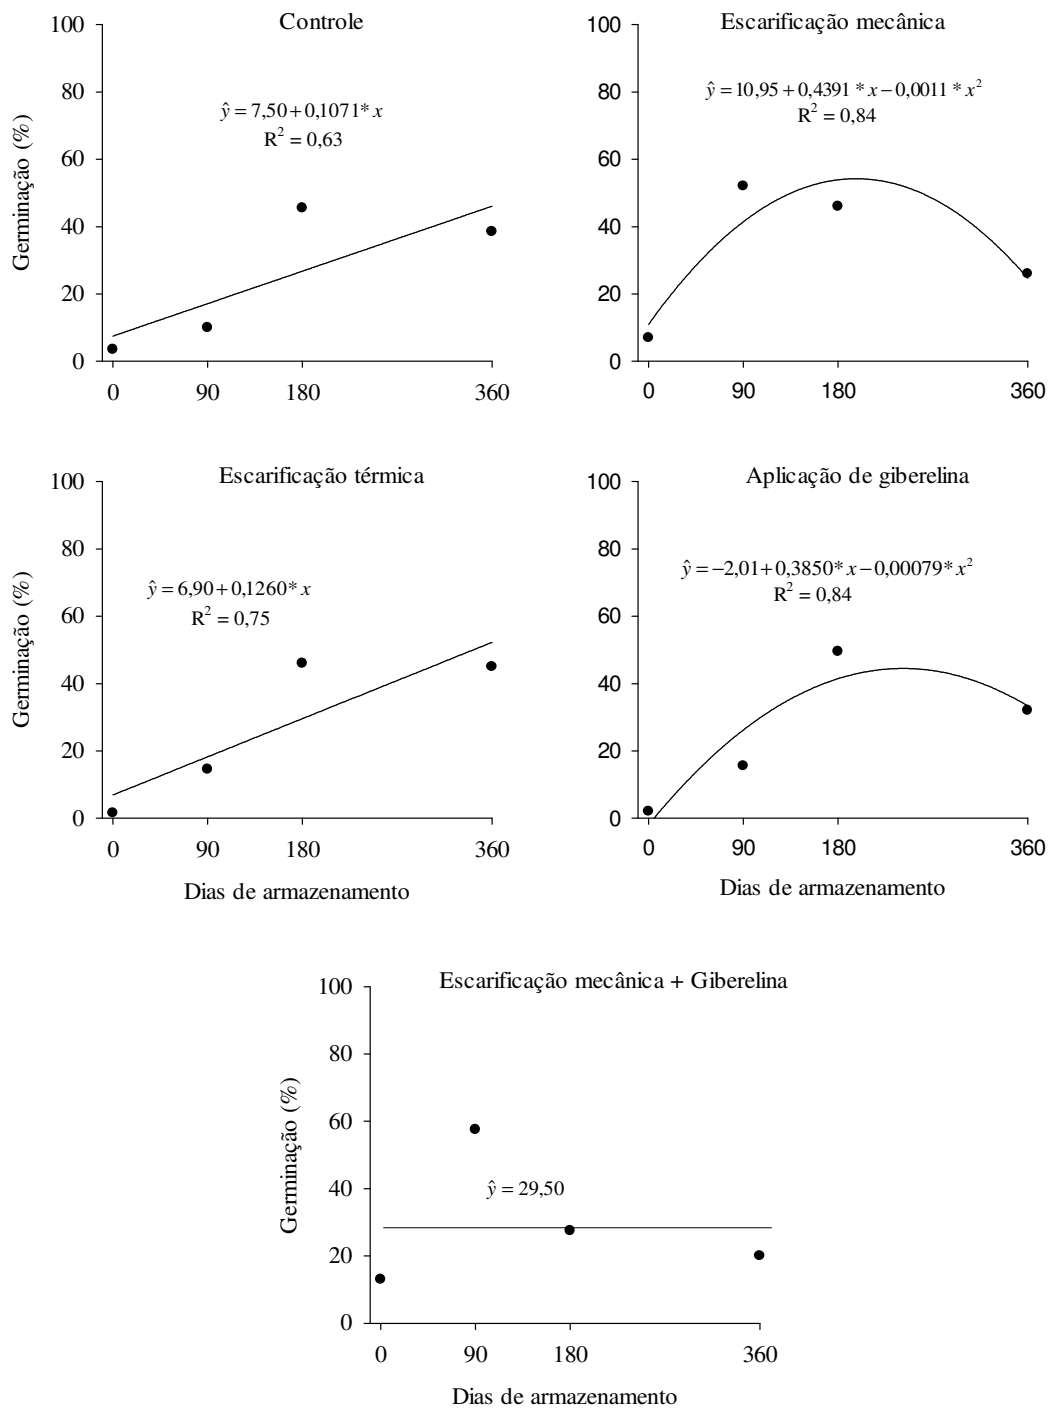 Controle
Germinação (%)
100
80
60
40
20
0
ŷ = 7,50 + 0,1071* x
R² = 0,63
0 90 180 360
Escarificação mecânica
100
80
60
40
20
0
ŷ = 10,95 + 0,4391 * x − 0,0011 * x²
R² = 0,84
0 90 180 360
Escarificação térmica
Germinação (%)
100
80
60
40
20
0
ŷ = 6,90 + 0,1260* x
R² = 0,75
0 90 180 360
Dias de armazenamento
Aplicação de giberelina
100
80
60
40
20
0
ŷ = −2,01 + 0,3850* x − 0,00079* x²
R² = 0,84
0 90 180 360
Dias de armazenamento
Escarificação mecânica + Giberelina
Germinação (%)
100
80
60
40
20
0
ŷ = 29,50
0 90 180 360
Dias de armazenamento